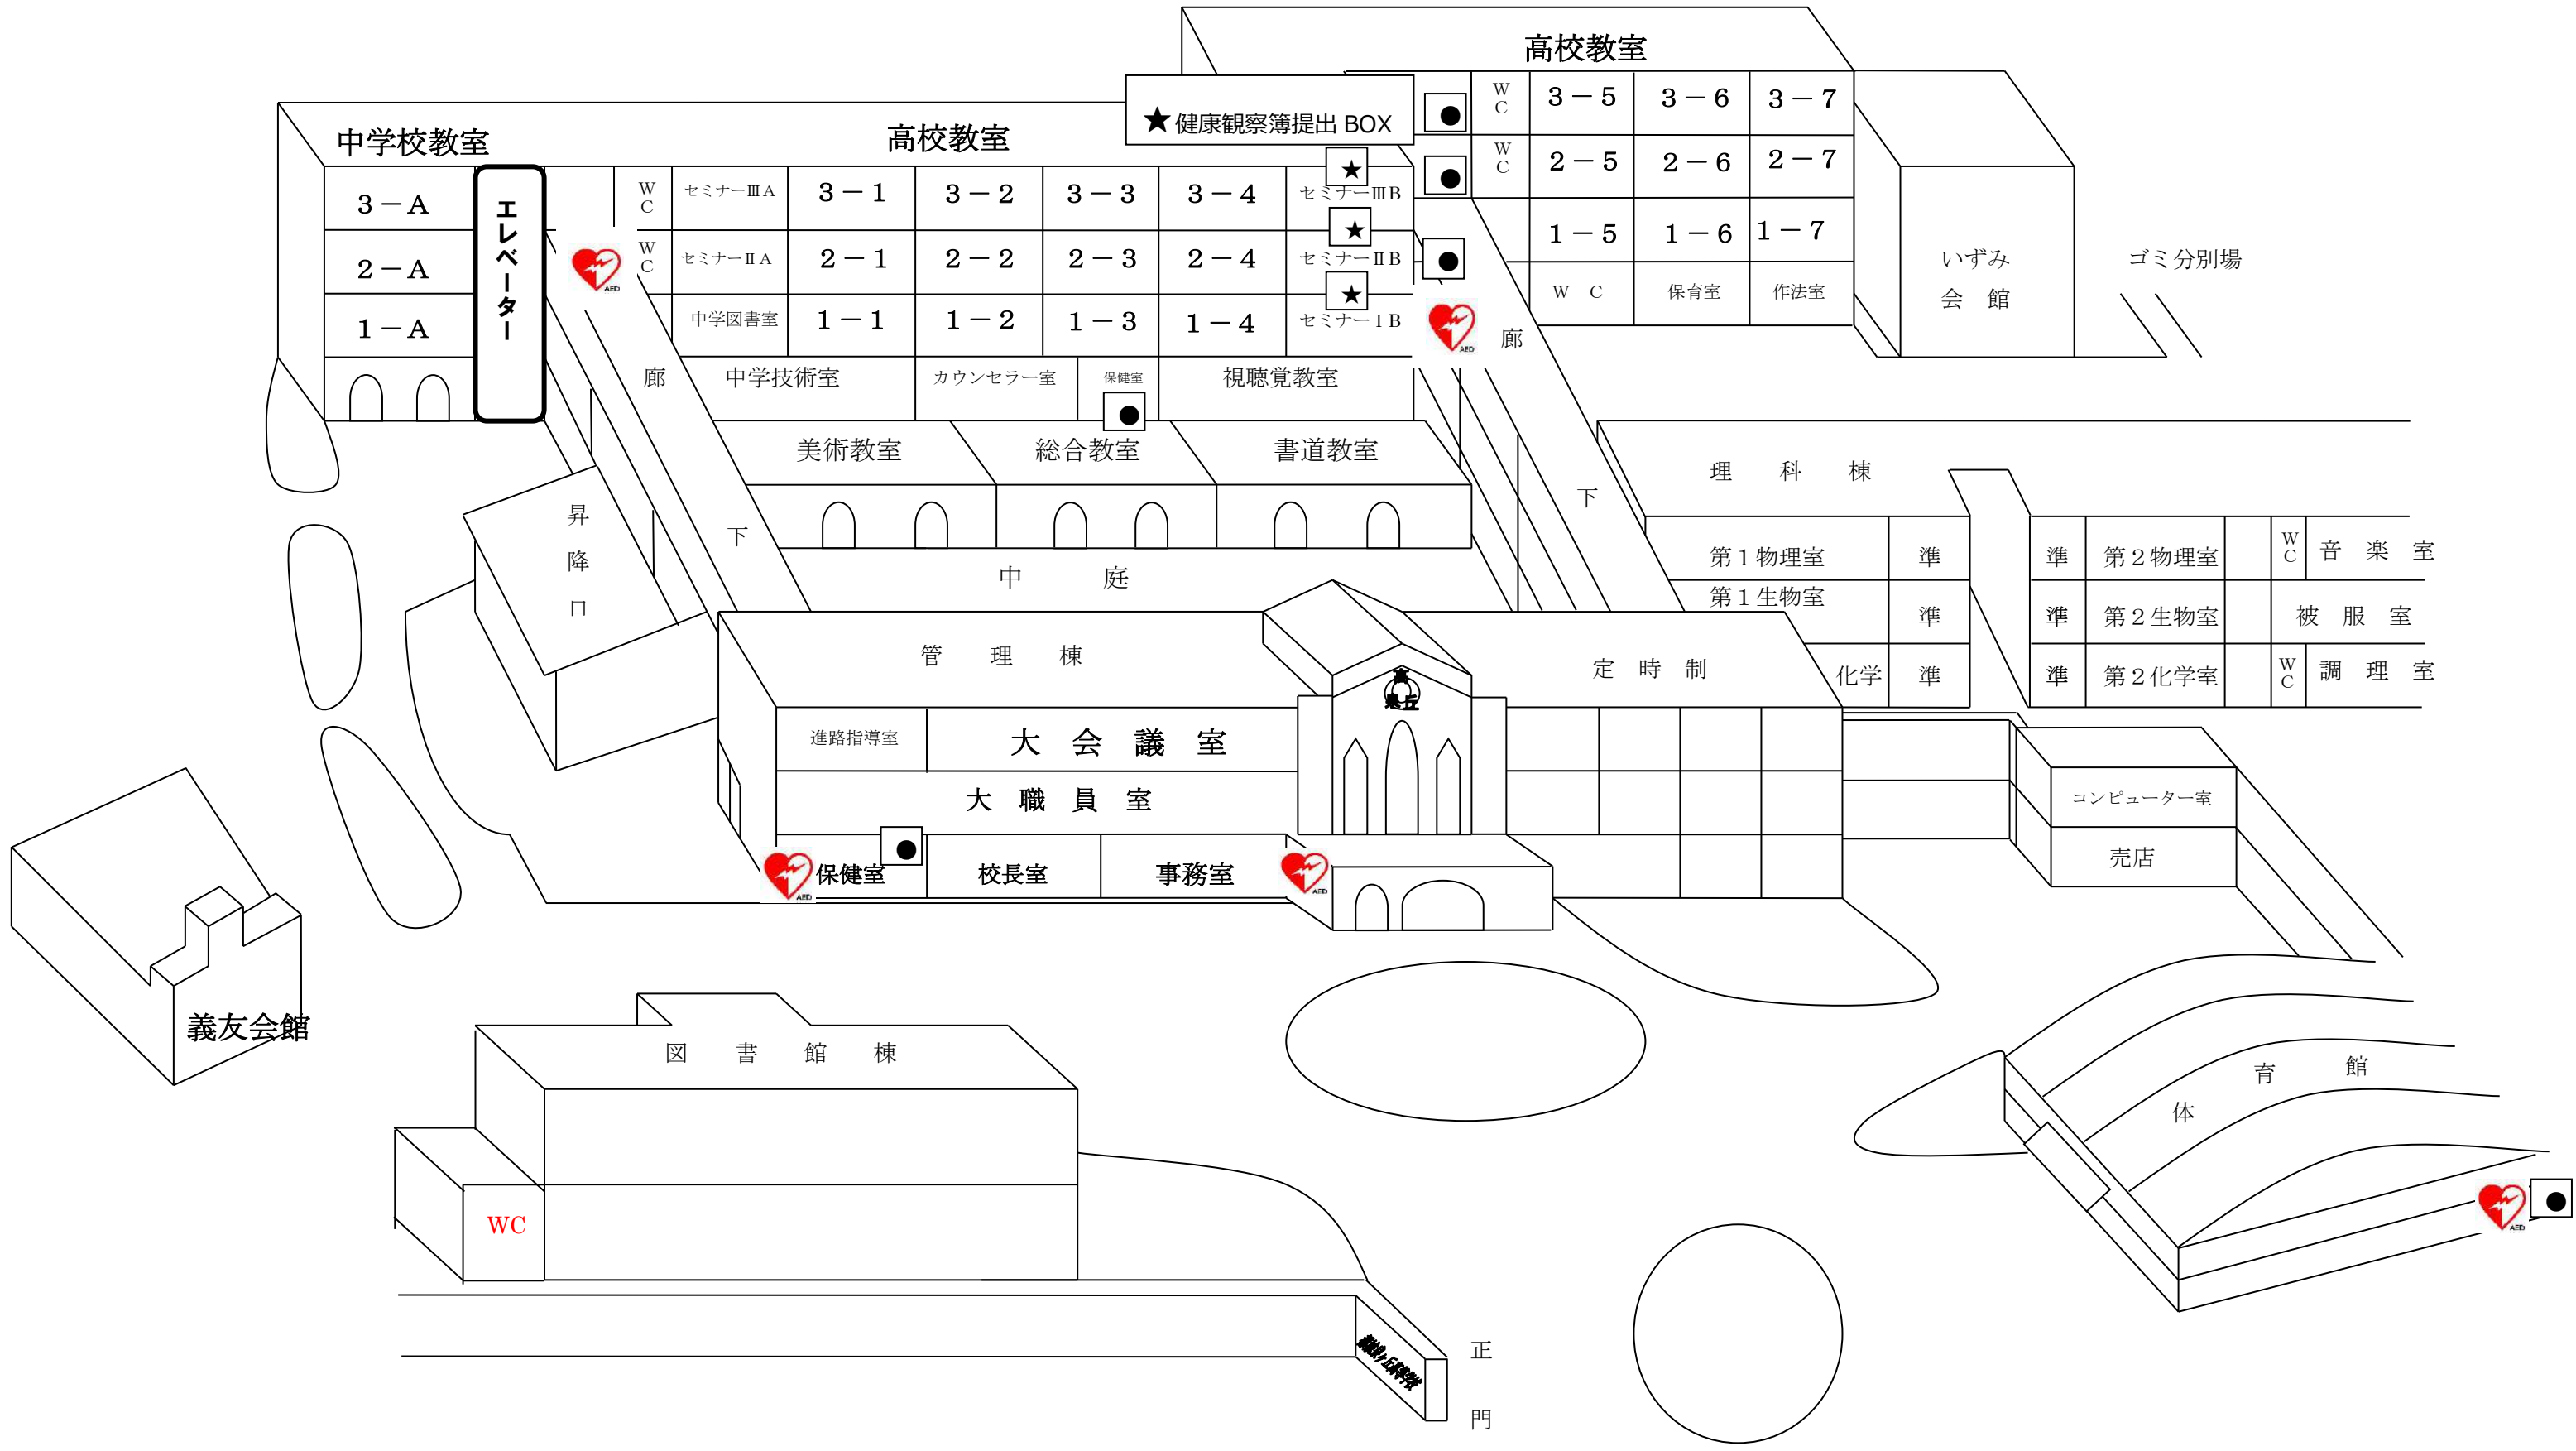 高校教室
★健康観察簿提出 BOX
中学校教室
高校教室
WC ３－５ ３－６ ３－７
WC ２－５ ２－６ ２－７
１－５ １－６ １－７
Ｗ Ｃ 保育室 作法室
いずみ
会 館
ゴミ分別場
３－A
２－A
１－A
エレベーター
WC セミナーⅢA ３－１ ３－２ ３－３ ３－４ ★ セミナーⅢB
WC セミナーⅡA ２－１ ２－２ ２－３ ２－４ ★ セミナーⅡB
中学図書室 １－１ １－２ １－３ １－４ ★ セミナーⅠB
中学技術室 カウンセラー室 保健室 視聴覚教室
AED
AED
廊 下
廊 下
美術教室 総合教室 書道教室
中 庭
昇降口
理 科 棟
第１物理室 準 準 第２物理室 WC 音 楽 室
第１生物室 準 準 第２生物室 被 服 室
化学 準 準 第２化学室 WC 調 理 室
管 理 棟
高
泉丘
定 時 制
進路指導室 大 会 議 室
大 職 員 室
AED 保健室 校長室 事務室 AED
コンピューター室
売店
義友会館
図 書 館 棟
WC
体 育 館
AED
正門